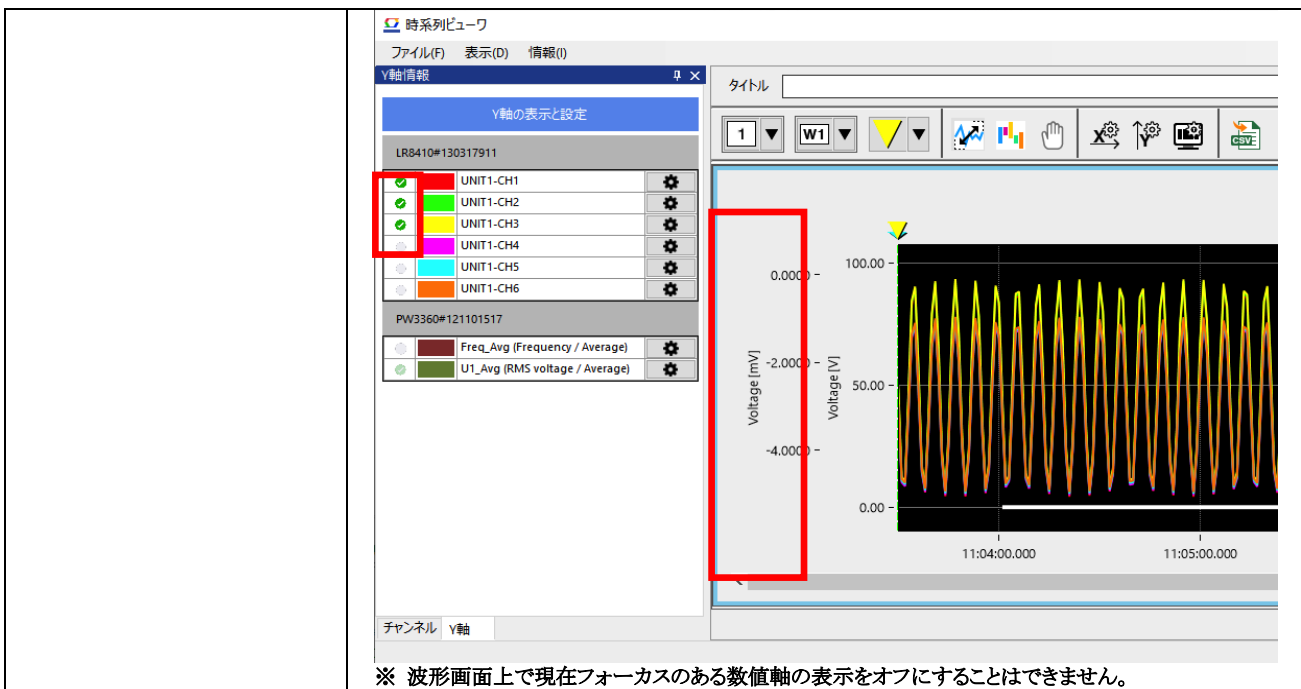 時系列ビューワ
ファイル(F) 表示(D) 情報(I)
Y軸情報
Y軸の表示と設定
LR8410#130317911
UNIT1-CH1
UNIT1-CH2
UNIT1-CH3
UNIT1-CH4
UNIT1-CH5
UNIT1-CH6
PW3360#121101517
Freq_Avg (Frequency / Average)
U1_Avg (RMS voltage / Average)
チャンネル Y軸
タイトル
1 W1 X Y CSV
0.0000
-2.0000
-4.0000
Voltage [mV]
100.00
50.00
0.00
Voltage [V]
11:04:00.000 11:05:00.000
※ 波形画面上で現在フォーカスのある数値軸の表示をオフにすることはできません。